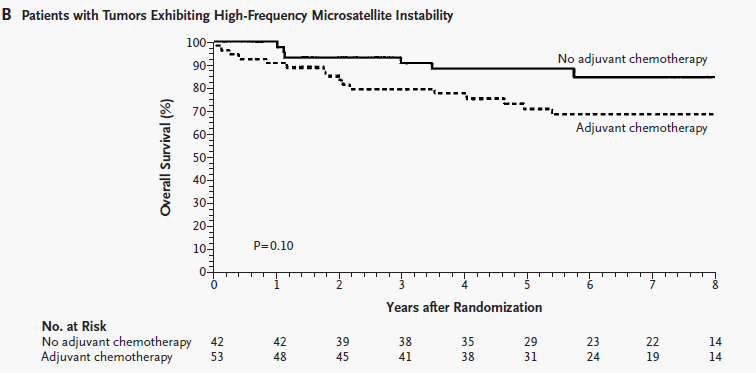 B Patients with Tumors Exhibiting High-Frequency Microsatellite Instability
100
90
80
70
60
50
40
30
20
10
0
Overall Survival (%)
No adjuvant chemotherapy
Adjuvant chemotherapy
P=0.10
0 1 2 3 4 5 6 7 8
Years after Randomization
No. at Risk
No adjuvant chemotherapy 42 42 39 38 35 29 23 22 14
Adjuvant chemotherapy 53 48 45 41 38 31 24 19 14